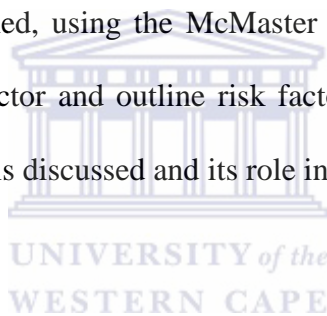 ed, using the McMaster
ctor and outline risk facto
s discussed and its role in
UNIVERSITY of the
WESTERN CAPE